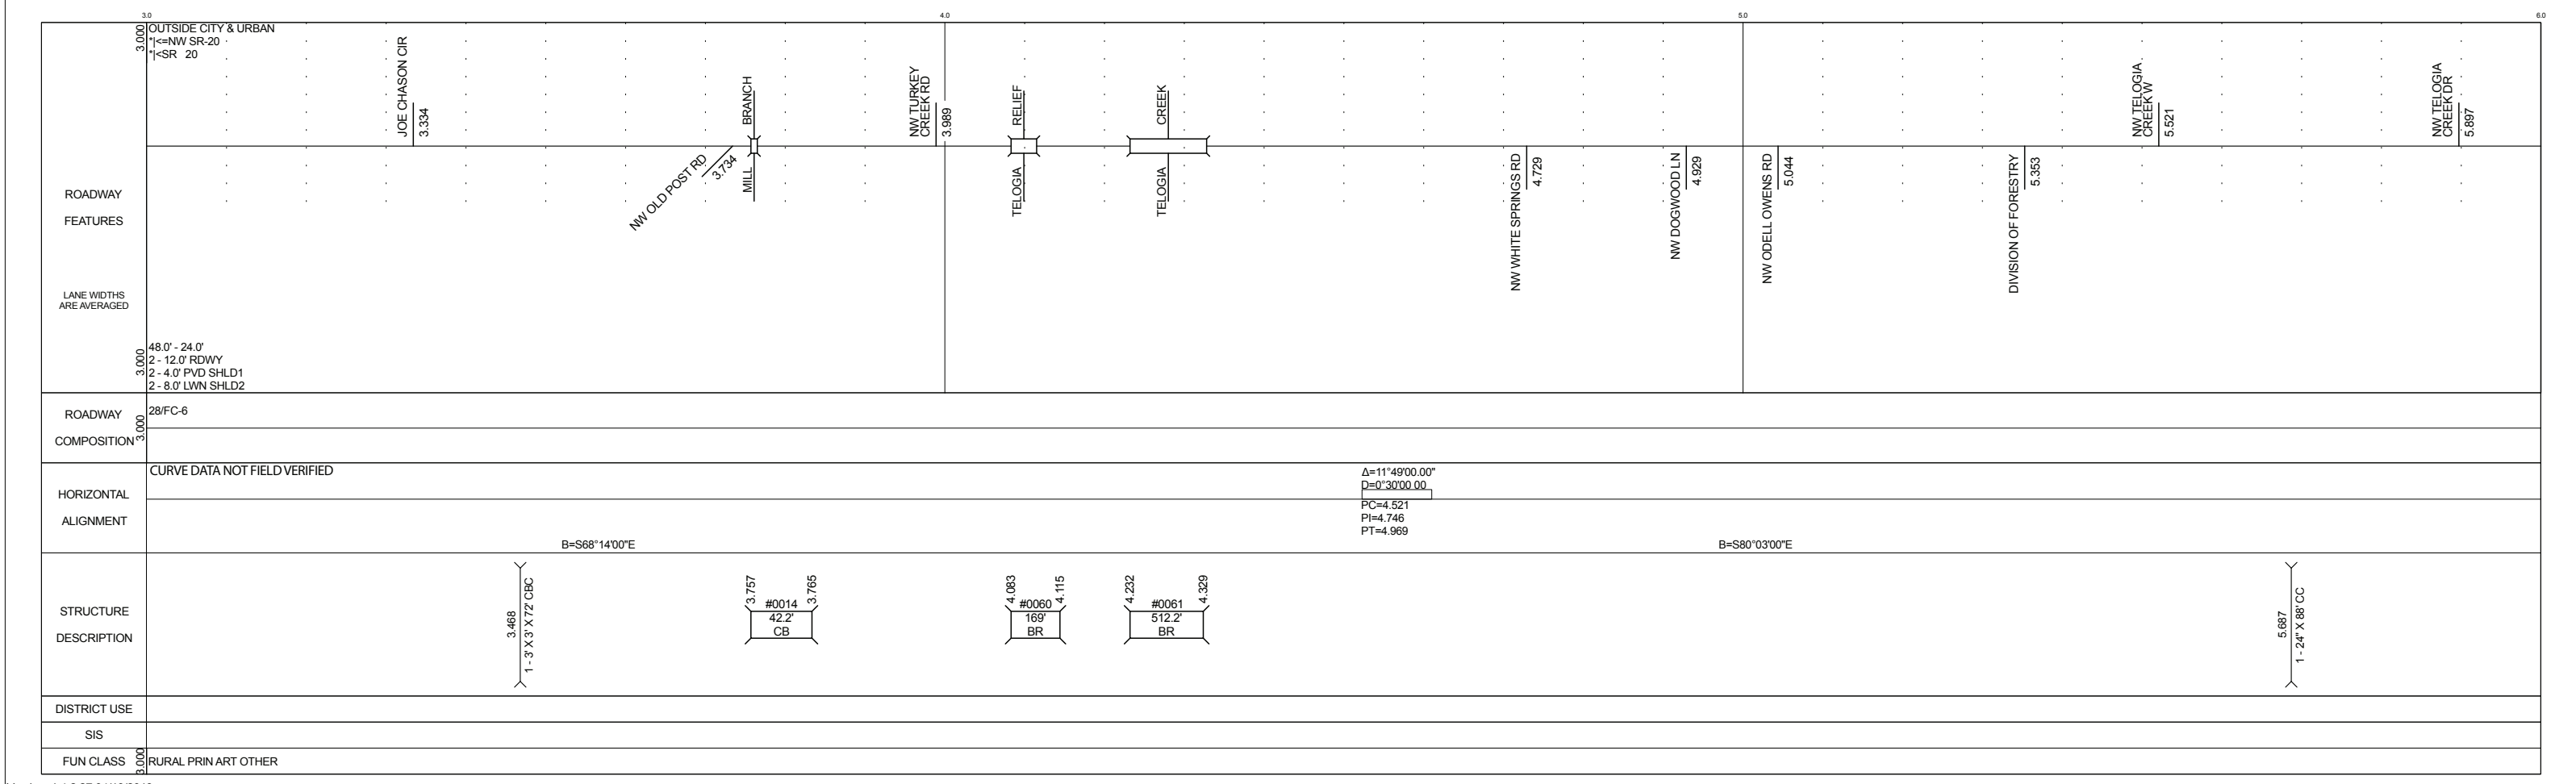 3.0 4.0 5.0 6.0
3.000
OUTSIDE CITY & URBAN
*|<=NW SR-20
*|<SR 20
JOE CHASON CIR
3.334
NW OLD POST RD
3.734
MILL BRANCH
NW TURKEY
CREEK RD
3.989
TELOGIA RELIEF
TELOGIA CREEK
NW WHITE SPRINGS RD
4.729
NW DOGWOOD LN
4.929
NW ODELL OWENS RD
5.044
DIVISION OF FORESTRY
5.353
NW TELOGIA
CREEK W
5.521
NW TELOGIA
CREEK DR
5.897
ROADWAY
FEATURES
LANE WIDTHS
ARE AVERAGED
3.000
48.0' - 24.0'
2 - 12.0' RDWY
2 - 4.0' PVD SHLD1
2 - 8.0' LWN SHLD2
ROADWAY
COMPOSITION
3.000
28/FC-6
HORIZONTAL
ALIGNMENT
CURVE DATA NOT FIELD VERIFIED
Δ=11°49'00.00"
D=0°30'00 00
PC=4.521
PI=4.746
PT=4.969
B=S68°14'00"E
B=S80°03'00"E
STRUCTURE
DESCRIPTION
3.468
1 - 3' X 3' X 72' CBC
3.757
3.765
#0014
42.2'
CB
4.083
4.115
#0060
169'
BR
4.232
4.329
#0061
512.2'
BR
5.687
1 - 24" X 88' CC
DISTRICT USE
SIS
FUN CLASS
3.000
RURAL PRIN ART OTHER